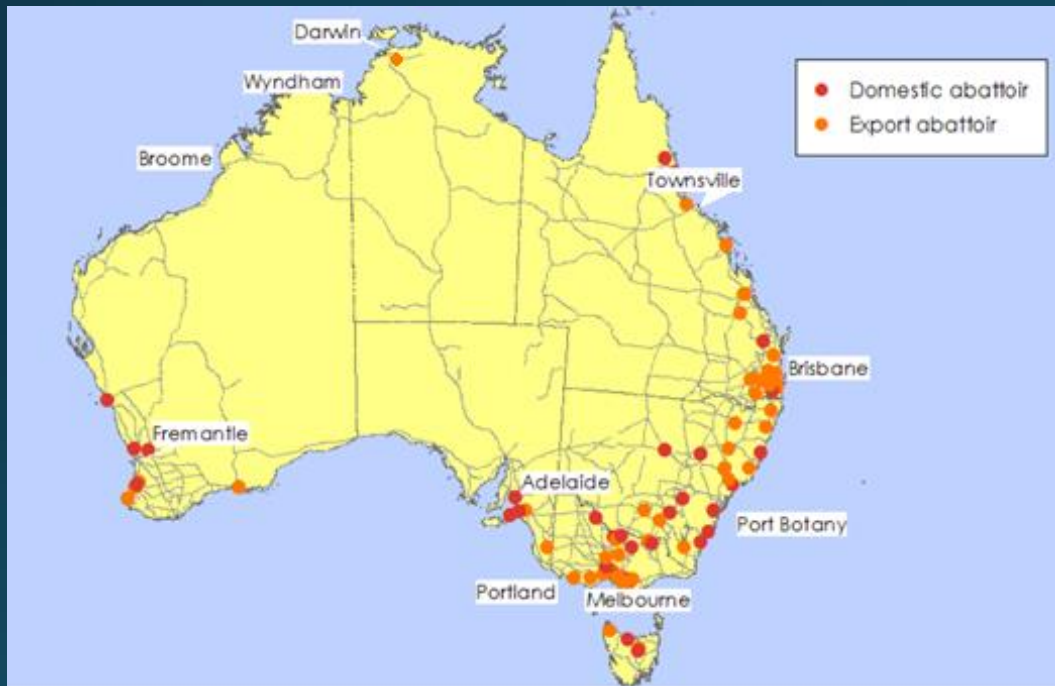 Darwin
Wyndham
Domestic abattoir
Export abattoir
Broome
Townsville
Brisbane
Fremantle
Adelaide
Port Botany
Portland
Melbourne